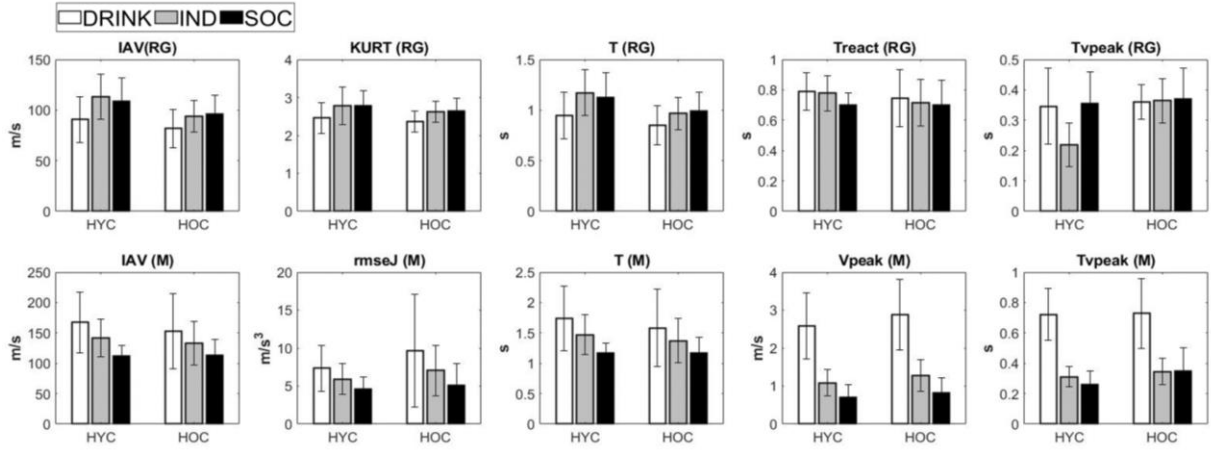 DRINK IND SOC
IAV(RG) KURT (RG) T (RG) Treact (RG) Tvpeak (RG)
150 4 1.5 1 0.5
100 3 1 0.8 0.4
50 2 0.5 0.6 0.3
0 1 0 0.4 0.2
0 0.2 0.1
0 0
m/s s s s
HYC HOC HYC HOC HYC HOC HYC HOC HYC HOC
IAV (M) rmseJ (M) T (M) Vpeak (M) Tvpeak (M)
250 20 2.5 4 1
200 15 2 3 0.8
150 10 1.5 2 0.6
100 5 1 1 0.4
50 0 0.5 0 0.2
0 0 0
m/s m/s³ s m/s s
HYC HOC HYC HOC HYC HOC HYC HOC HYC HOC